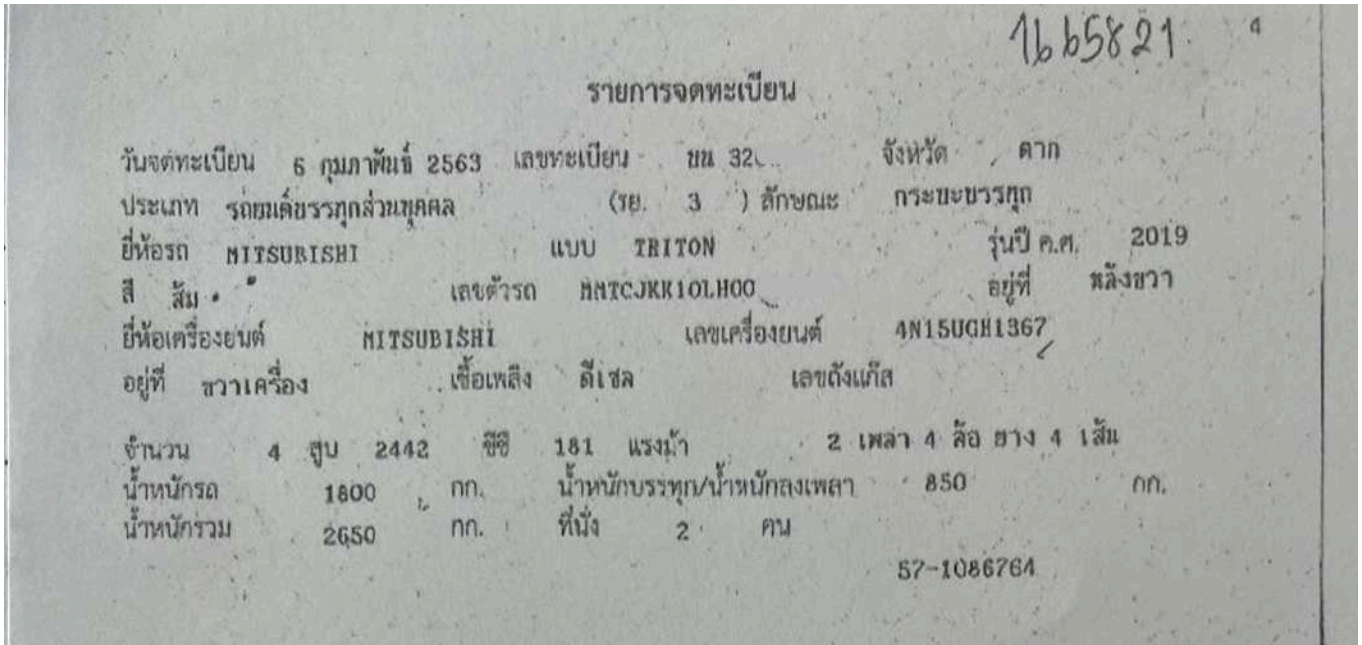 1665821
รายการจดทะเบียน
วันจดทะเบียน 6 กุมภาพันธ์ 2563 เลขทะเบียน บน 32 จังหวัด ตาก
ประเภท รถยนต์บรรทุกส่วนบุคคล (รย. 3 ) ลักษณะ กระบะบรรทุก
ยี่ห้อรถ MITSUBISHI แบบ TRITON รุ่นปี ค.ศ. 2019
สี ส้ม เลขตัวรถ MMTCJKK10LH00 อยู่ที่ หลังขวา
ยี่ห้อเครื่องยนต์ MITSUBISHI เลขเครื่องยนต์ 4N15UGH1367
อยู่ที่ ขวาเครื่อง เชื้อเพลิง ดีเซล เลขถังแก๊ส
จำนวน 4 สูบ 2442 ซีซี 181 แรงม้า 2 เพลา 4 ล้อ ยาง 4 เส้น
น้ำหนักรถ 1800 กก. น้ำหนักบรรทุก/น้ำหนักลงเพลา 850 กก.
น้ำหนักรวม 2650 กก. ที่นั่ง 2 คน
57-1086764